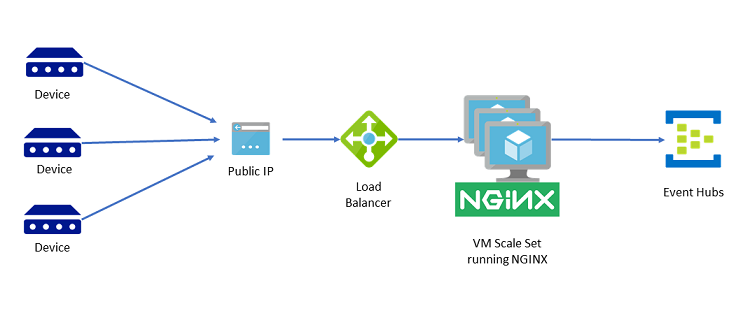 Device
Device
Device
Public IP
Load
Balancer
NGINX
VM Scale Set
running NGINX
Event Hubs